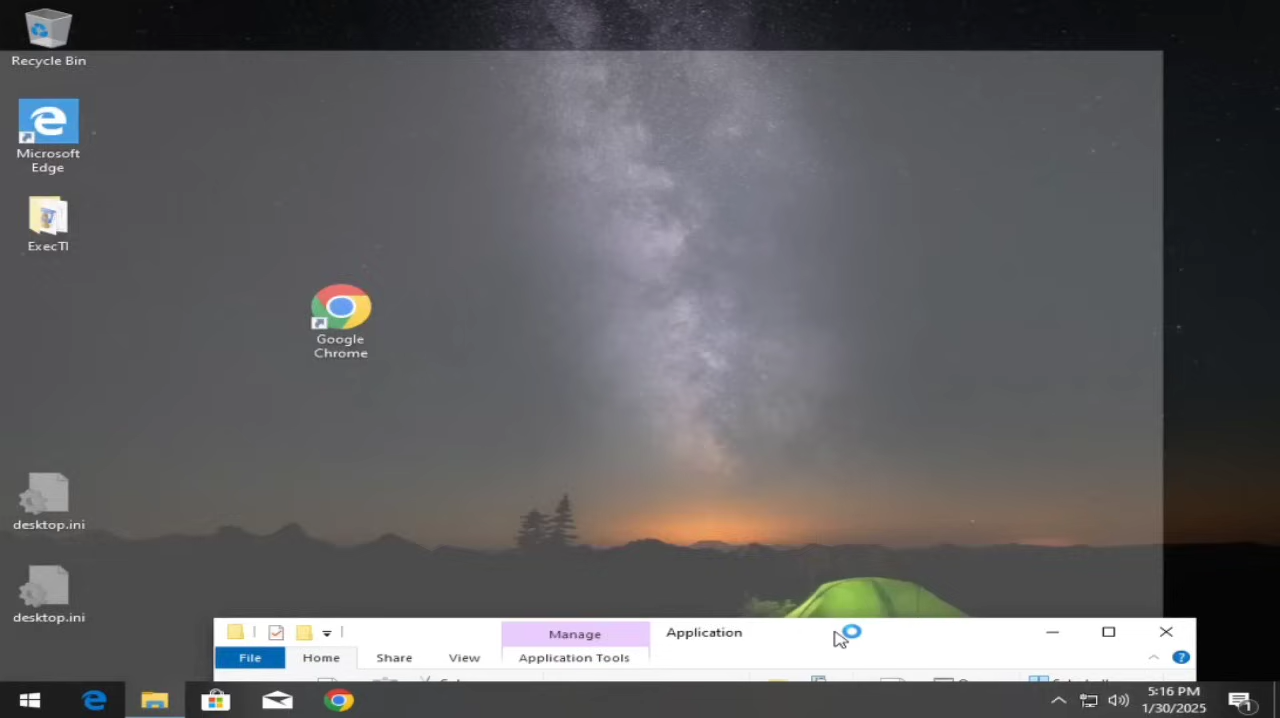 Recycle Bin
Microsoft
Edge
ExecTI
Google
Chrome
desktop.ini
desktop.ini
Manage
Application
File
Home
Share
View
Application Tools
5:16 PM
1/30/2025
1